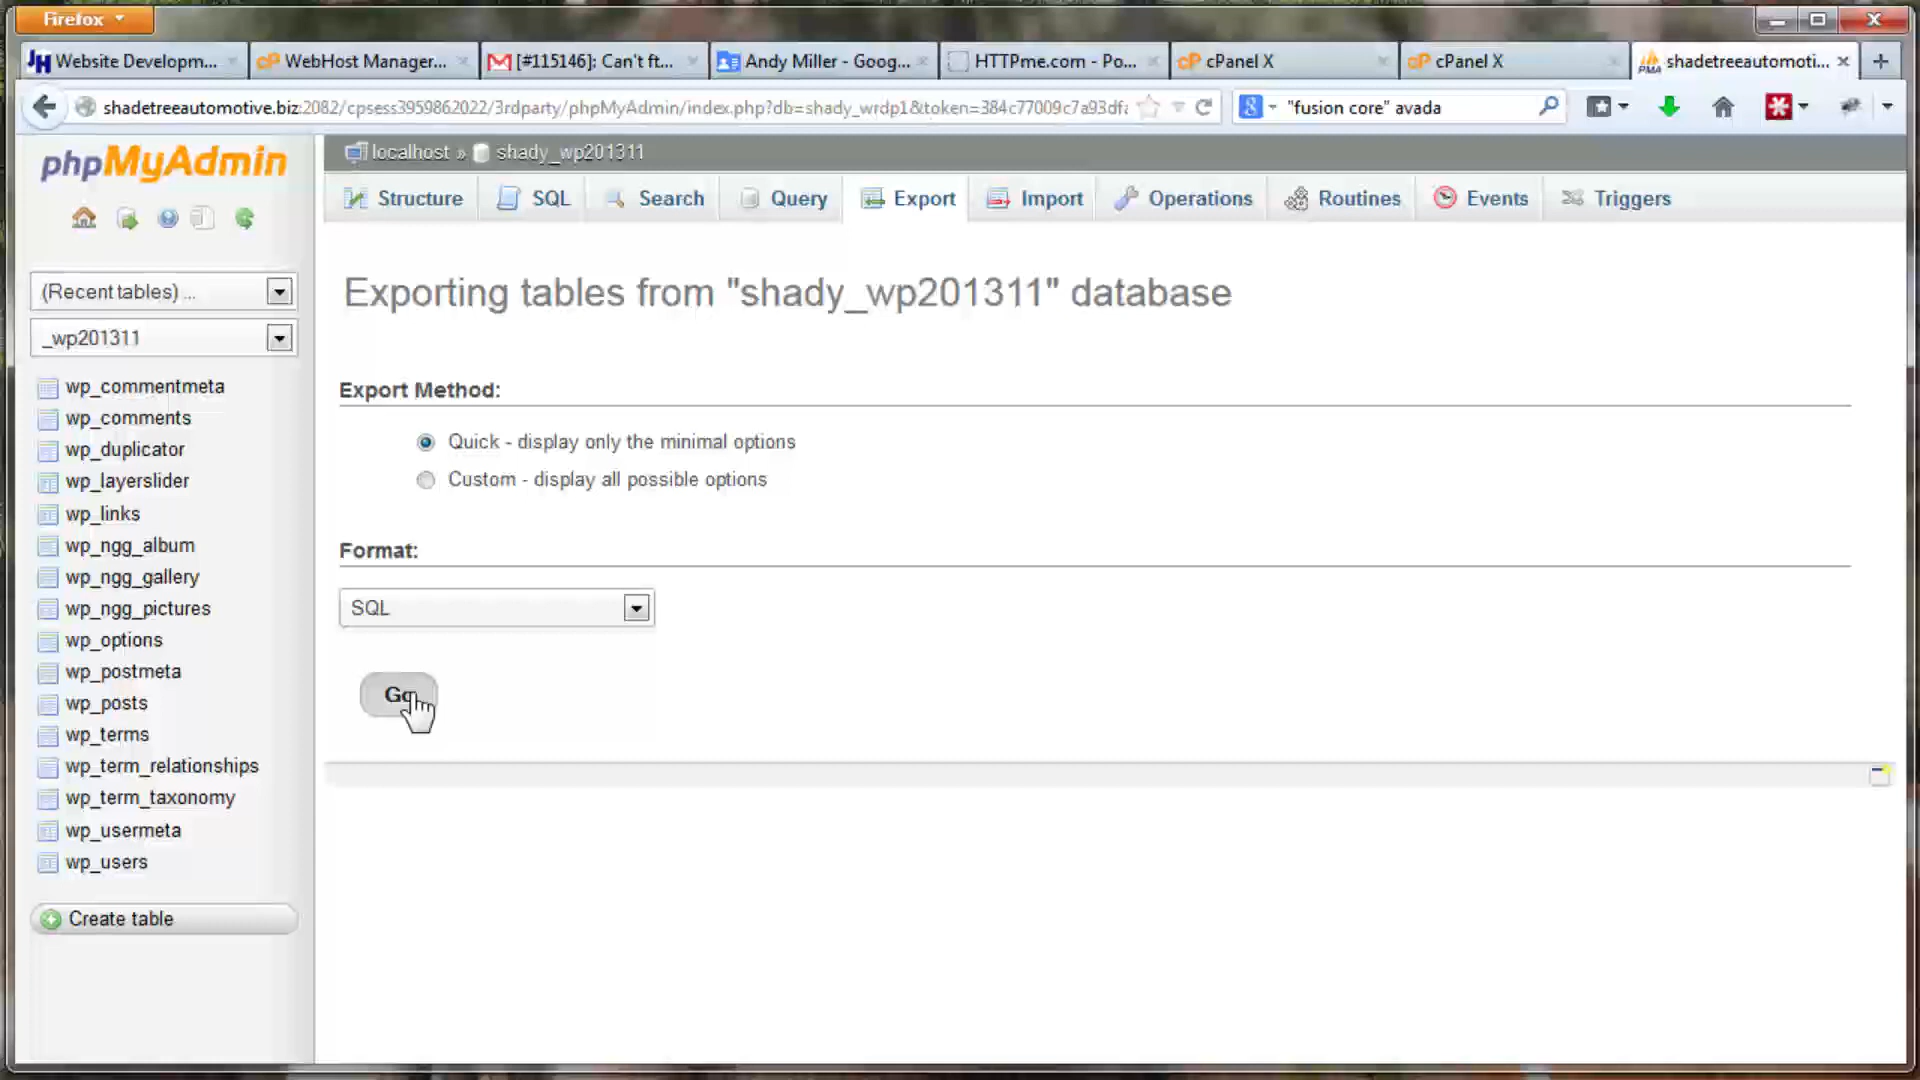 Firefox
Website Developm...
WebHost Manager...
[#115146]: Can't ft...
Andy Miller - Goog...
HTTPme.com - Po...
cPanel X
cPanel X
shadetreeautomoti...
shadetreeautomotive.biz:2082/cpsess3959862022/3rdparty/phpMyAdmin/index.php?db=shady_wrdp1&token=384c77009c7a93dfa
"fusion core" avada
phpMyAdmin
localhost » shady_wp201311
Structure
SQL
Search
Query
Export
Import
Operations
Routines
Events
Triggers
(Recent tables) ...
_wp201311
wp_commentmeta
wp_comments
wp_duplicator
wp_layerslider
wp_links
wp_ngg_album
wp_ngg_gallery
wp_ngg_pictures
wp_options
wp_postmeta
wp_posts
wp_terms
wp_term_relationships
wp_term_taxonomy
wp_usermeta
wp_users
Create table
Exporting tables from "shady_wp201311" database
Export Method:
Quick - display only the minimal options
Custom - display all possible options
Format:
SQL
Go